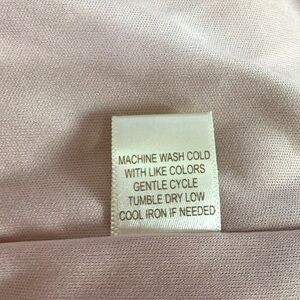 MACHINE WASH COLD
WITH LIKE COLORS
GENTLE CYCLE
TUMBLE DRY LOW
COOL IRON IF NEEDED